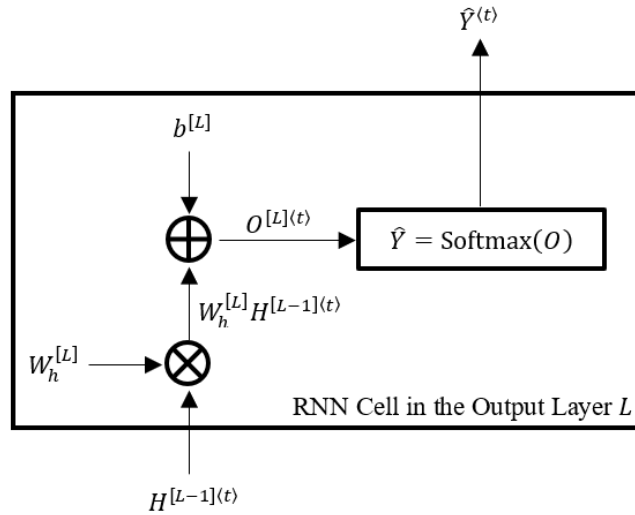 Ŷ⟨t⟩
b[L]
O[L]⟨t⟩
Ŷ = Softmax(O)
W_h[L]H[L−1]⟨t⟩
W_h[L]
RNN Cell in the Output Layer L
H[L−1]⟨t⟩